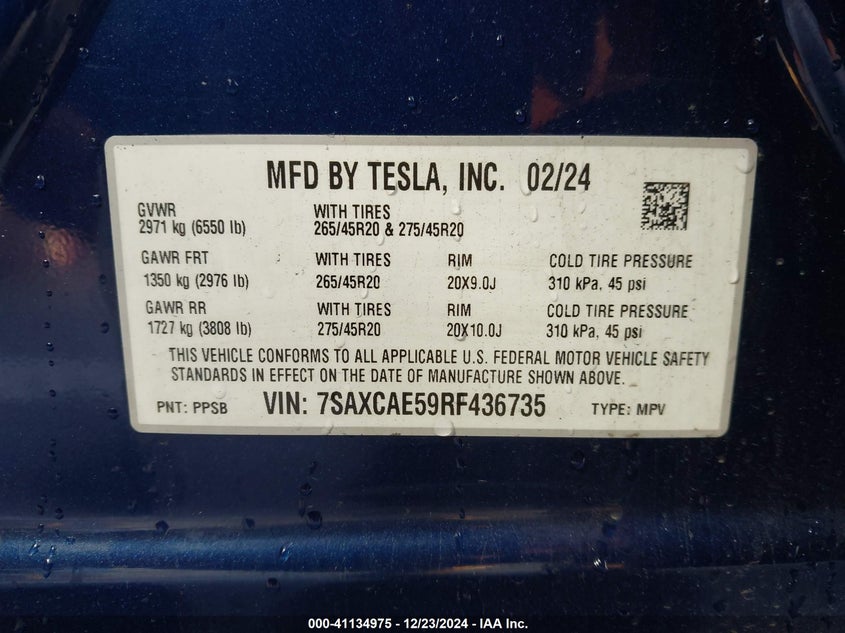 MFD BY TESLA, INC. 02/24
GVWR WITH TIRES
2971 kg (6550 lb) 265/45R20 & 275/45R20
GAWR FRT WITH TIRES RIM COLD TIRE PRESSURE
1350 kg (2976 lb) 265/45R20 20X9.0J 310 kPa, 45 psi
GAWR RR WITH TIRES RIM COLD TIRE PRESSURE
1727 kg (3808 lb) 275/45R20 20X10.0J 310 kPa, 45 psi
THIS VEHICLE CONFORMS TO ALL APPLICABLE U.S. FEDERAL MOTOR VEHICLE SAFETY
STANDARDS IN EFFECT ON THE DATE OF MANUFACTURE SHOWN ABOVE.
PNT: PPSB VIN: 7SAXCAE59RF436735 TYPE: MPV
000-41134975 - 12/23/2024 - IAA Inc.